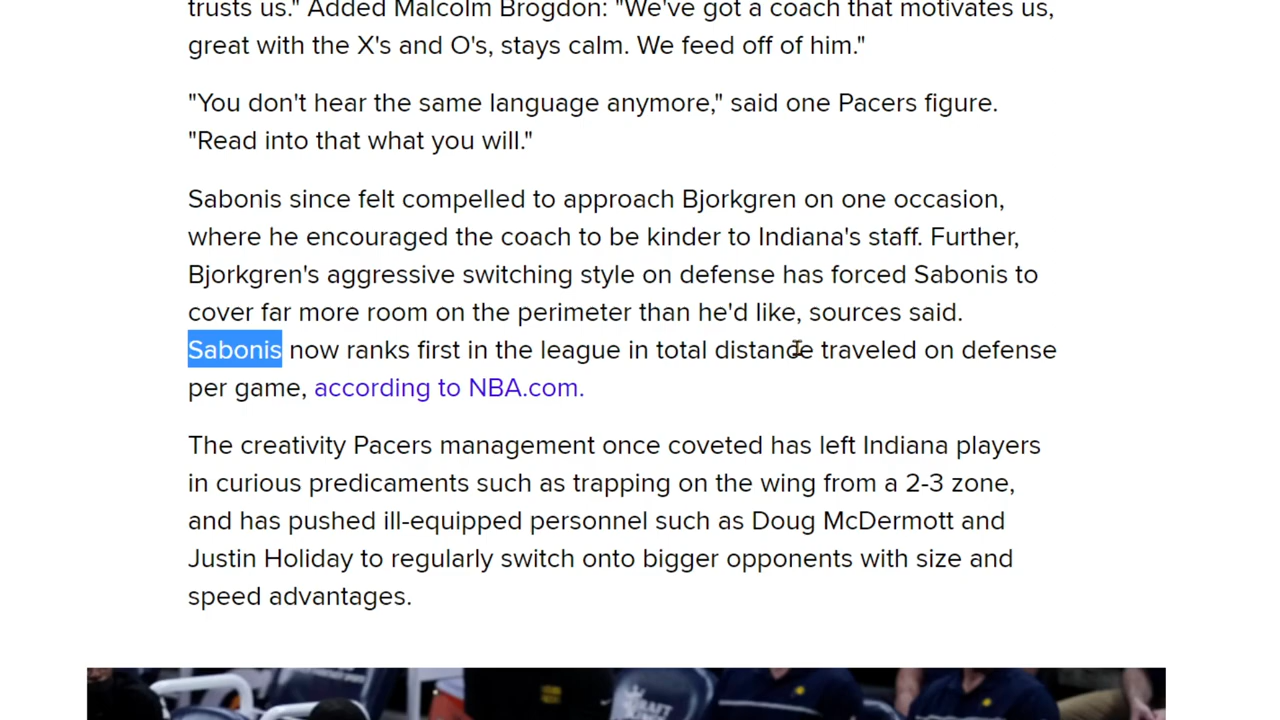 trusts us." Added Malcolm Brogdon: "We've got a coach that motivates us,
great with the X's and O's, stays calm. We feed off of him."
"You don't hear the same language anymore," said one Pacers figure.
"Read into that what you will."
Sabonis since felt compelled to approach Bjorkgren on one occasion,
where he encouraged the coach to be kinder to Indiana's staff. Further,
Bjorkgren's aggressive switching style on defense has forced Sabonis to
cover far more room on the perimeter than he'd like, sources said.
Sabonis now ranks first in the league in total distance traveled on defense
per game, according to NBA.com.
The creativity Pacers management once coveted has left Indiana players
in curious predicaments such as trapping on the wing from a 2-3 zone,
and has pushed ill-equipped personnel such as Doug McDermott and
Justin Holiday to regularly switch onto bigger opponents with size and
speed advantages.